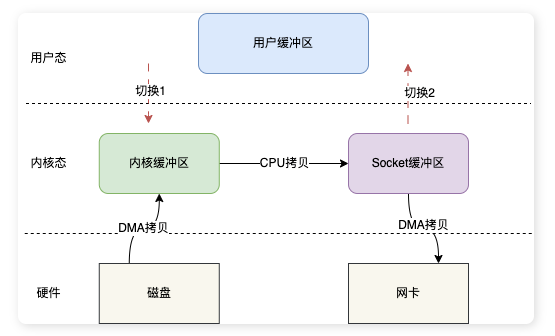 用户缓冲区
用户态
切换1
切换2
内核态
内核缓冲区
CPU拷贝
Socket缓冲区
DMA拷贝
DMA拷贝
硬件
磁盘
网卡